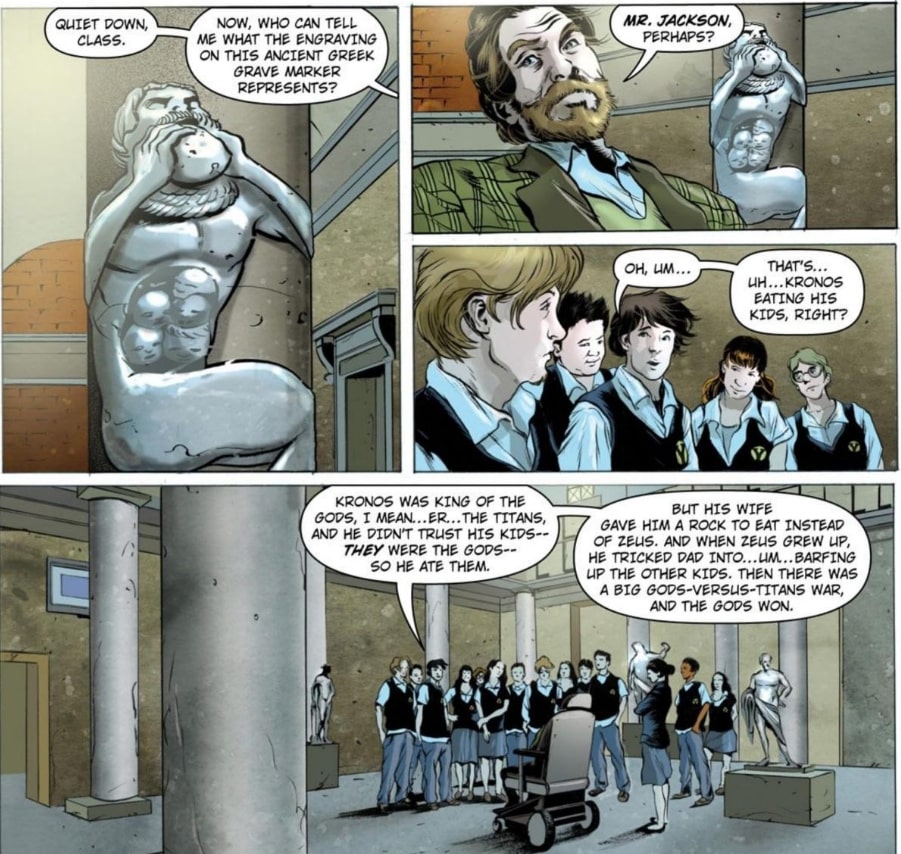 QUIET DOWN,
CLASS.
NOW, WHO CAN TELL
ME WHAT THE ENGRAVING
ON THIS ANCIENT GREEK
GRAVE MARKER
REPRESENTS?
MR. JACKSON,
PERHAPS?
OH, UM...
THAT'S...
UH...KRONOS
EATING HIS
KIDS, RIGHT?
KRONOS WAS KING OF THE
GODS, I MEAN...ER...THE TITANS,
AND HE DIDN'T TRUST HIS KIDS--
THEY WERE THE GODS--
SO HE ATE THEM.
BUT HIS WIFE
GAVE HIM A ROCK TO EAT INSTEAD
OF ZEUS. AND WHEN ZEUS GREW UP,
HE TRICKED DAD INTO...UM...BARFING
UP THE OTHER KIDS. THEN THERE WAS
A BIG GODS-VERSUS-TITANS WAR,
AND THE GODS WON.